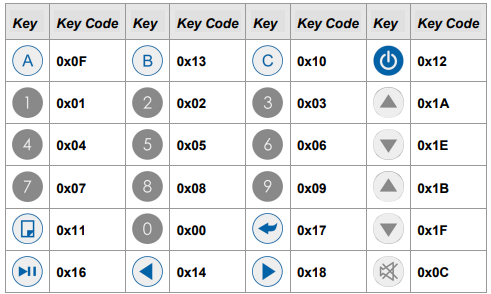 Key Key Code Key Key Code Key Key Code Key Key Code
A 0x0F B 0x13 C 0x10 0x12
1 0x01 2 0x02 3 0x03 0x1A
4 0x04 5 0x05 6 0x06 0x1E
7 0x07 8 0x08 9 0x09 0x1B
0x11 0 0x00 0x17 0x1F
0x16 0x14 0x18 0x0C